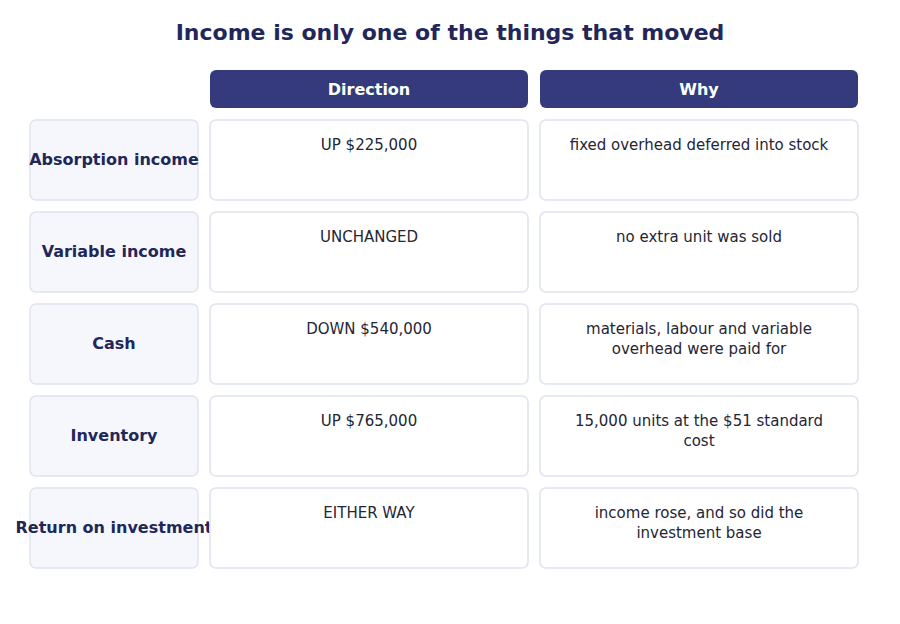 Income is only one of the things that moved
Direction
Why
Absorption income
UP $225,000
fixed overhead deferred into stock
Variable income
UNCHANGED
no extra unit was sold
Cash
DOWN $540,000
materials, labour and variable
overhead were paid for
Inventory
UP $765,000
15,000 units at the $51 standard
cost
Return on investment
EITHER WAY
income rose, and so did the
investment base